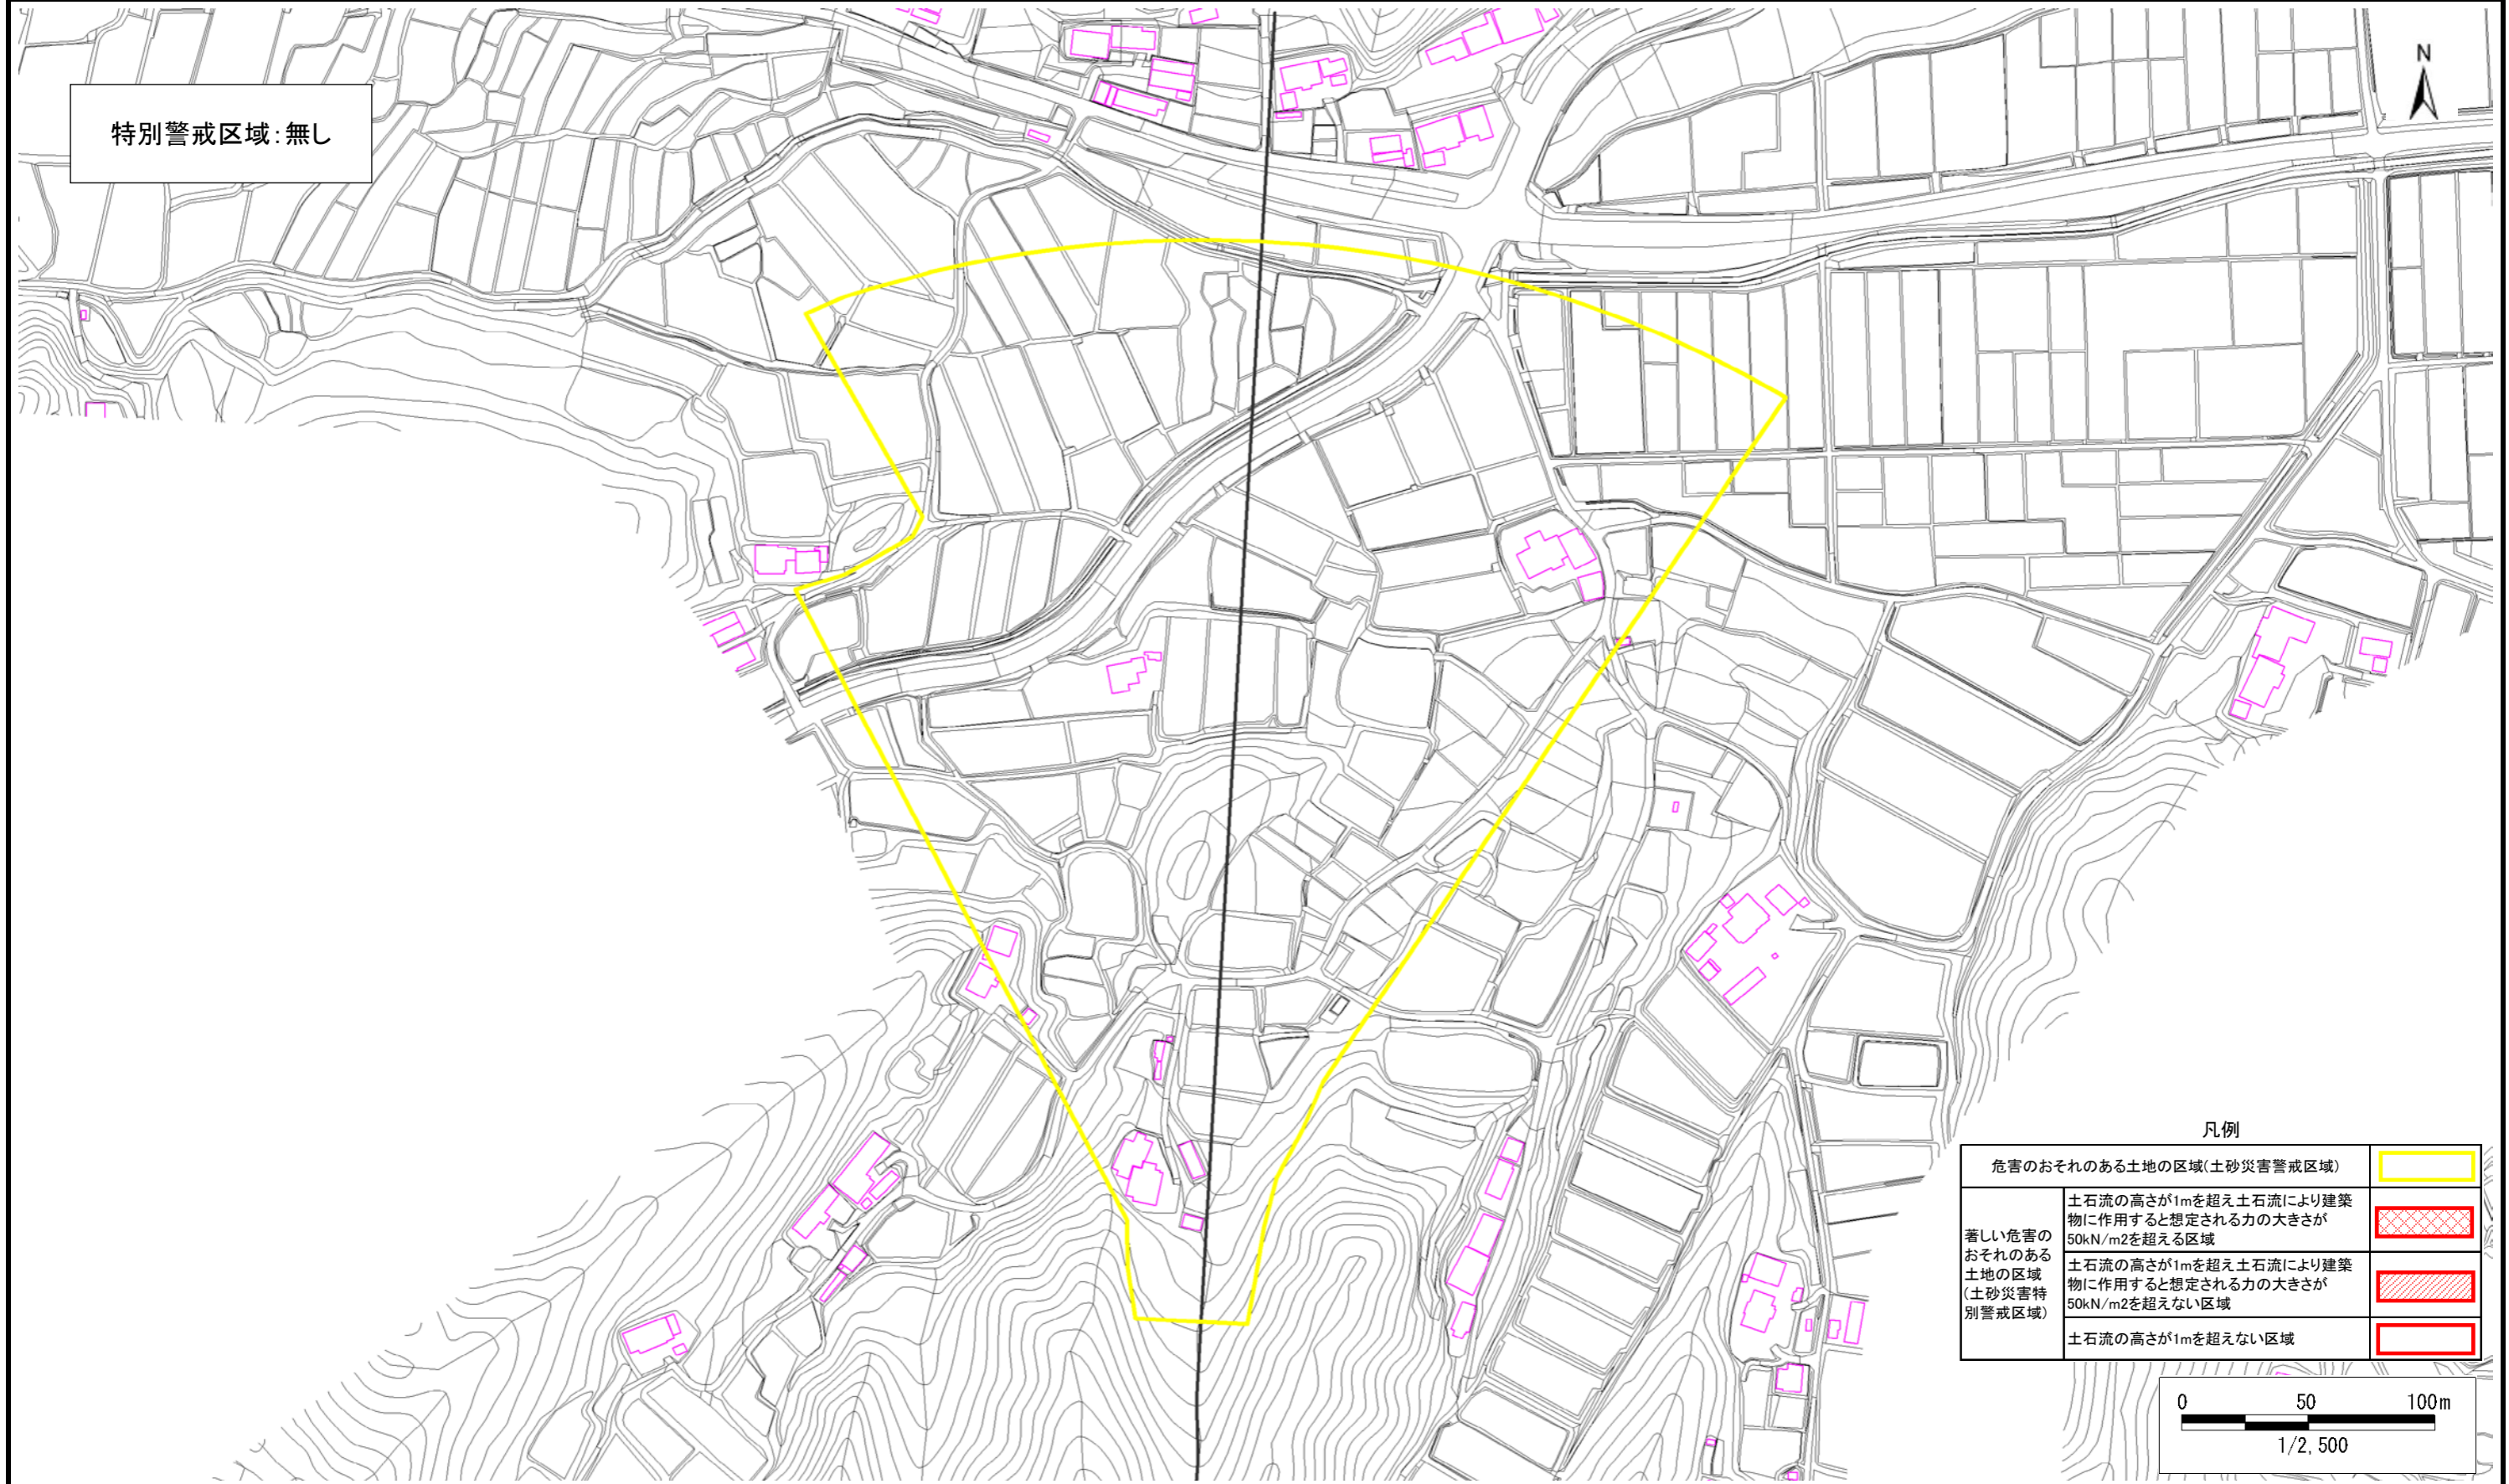 特別警戒区域:無し
N
凡例
危害のおそれのある土地の区域(土砂災害警戒区域)
著しい危害の
おそれのある
土地の区域
(土砂災害特
別警戒区域)
土石流の高さが1mを超え土石流により建築
物に作用すると想定される力の大きさが
50kN/m2を超える区域
土石流の高さが1mを超え土石流により建築
物に作用すると想定される力の大きさが
50kN/m2を超えない区域
土石流の高さが1mを超えない区域
0 50 100m
1/2,500